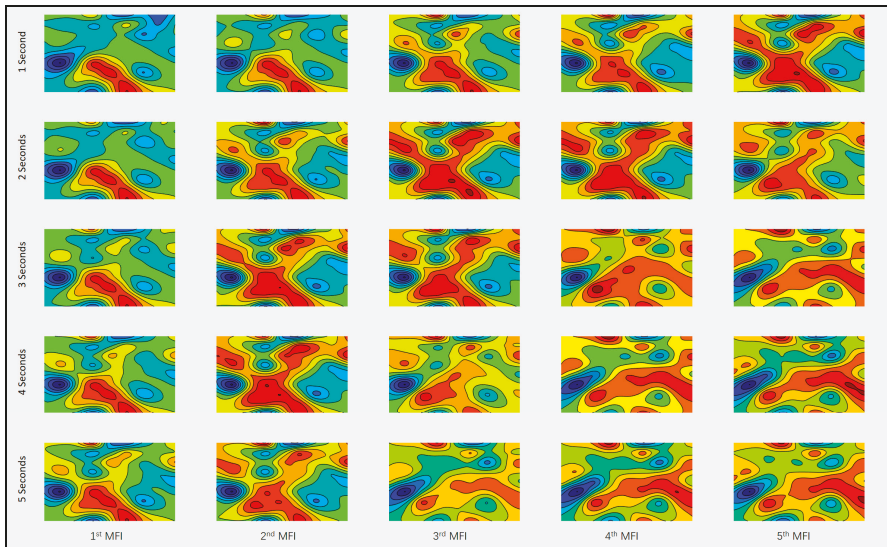 1 Second
2 Seconds
3 Seconds
4 Seconds
5 Seconds
1st MFI
2nd MFI
3rd MFI
4th MFI
5th MFI